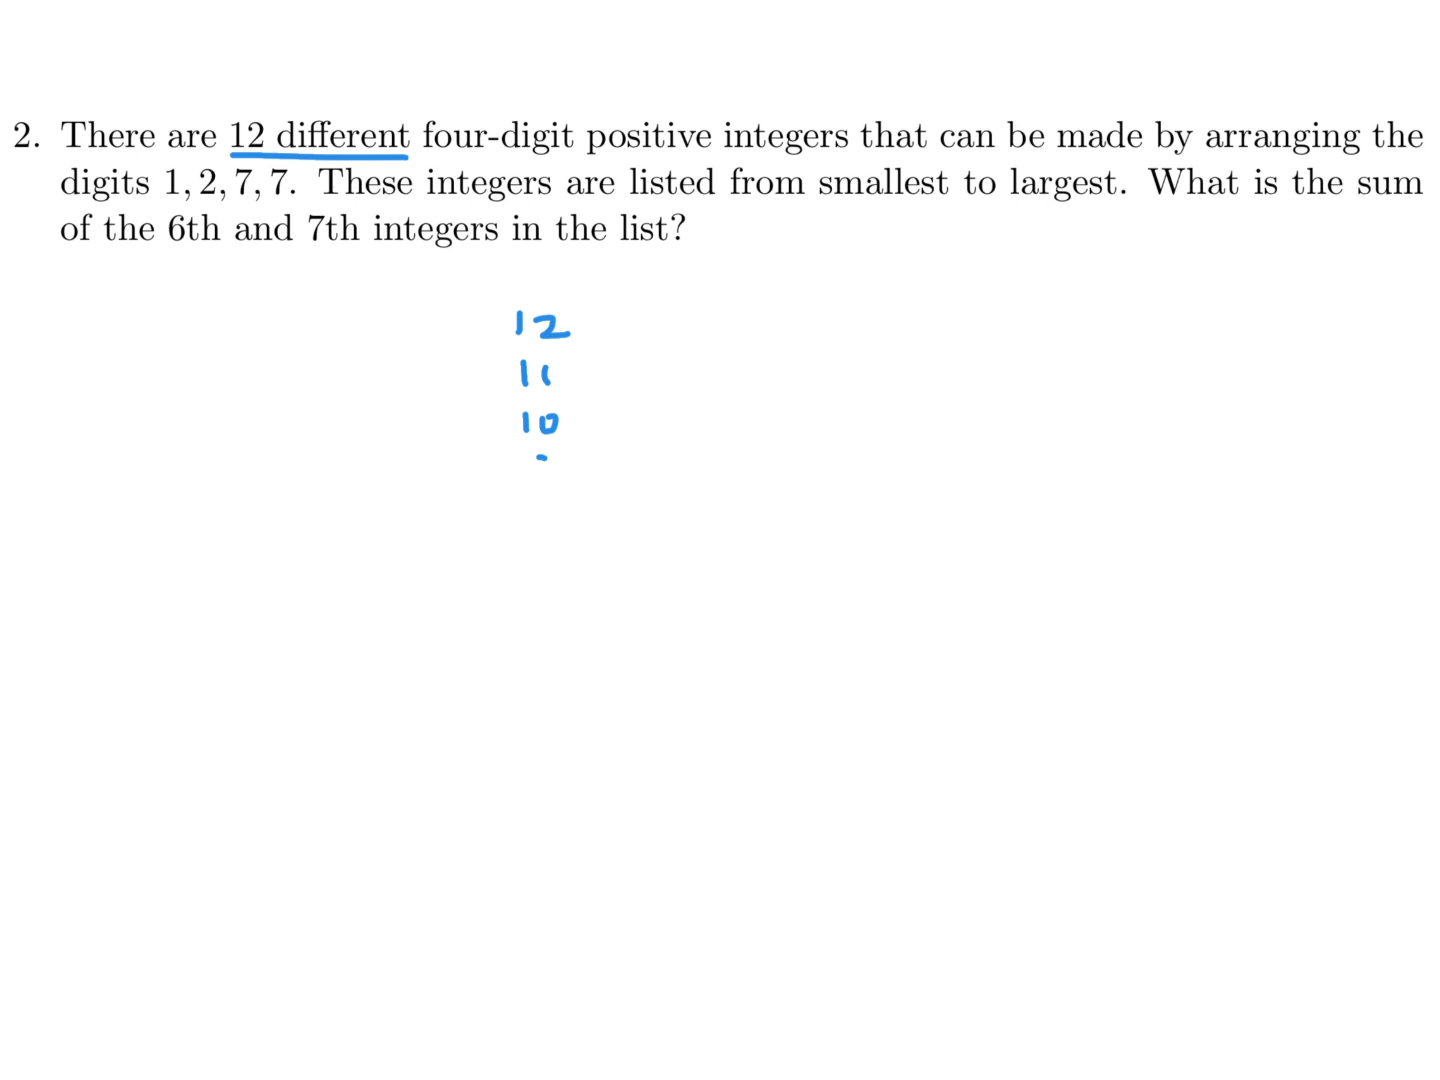 2. There are 12 different four-digit positive integers that can be made by arranging the
digits 1, 2, 7, 7. These integers are listed from smallest to largest. What is the sum
of the 6th and 7th integers in the list?
12
11
10